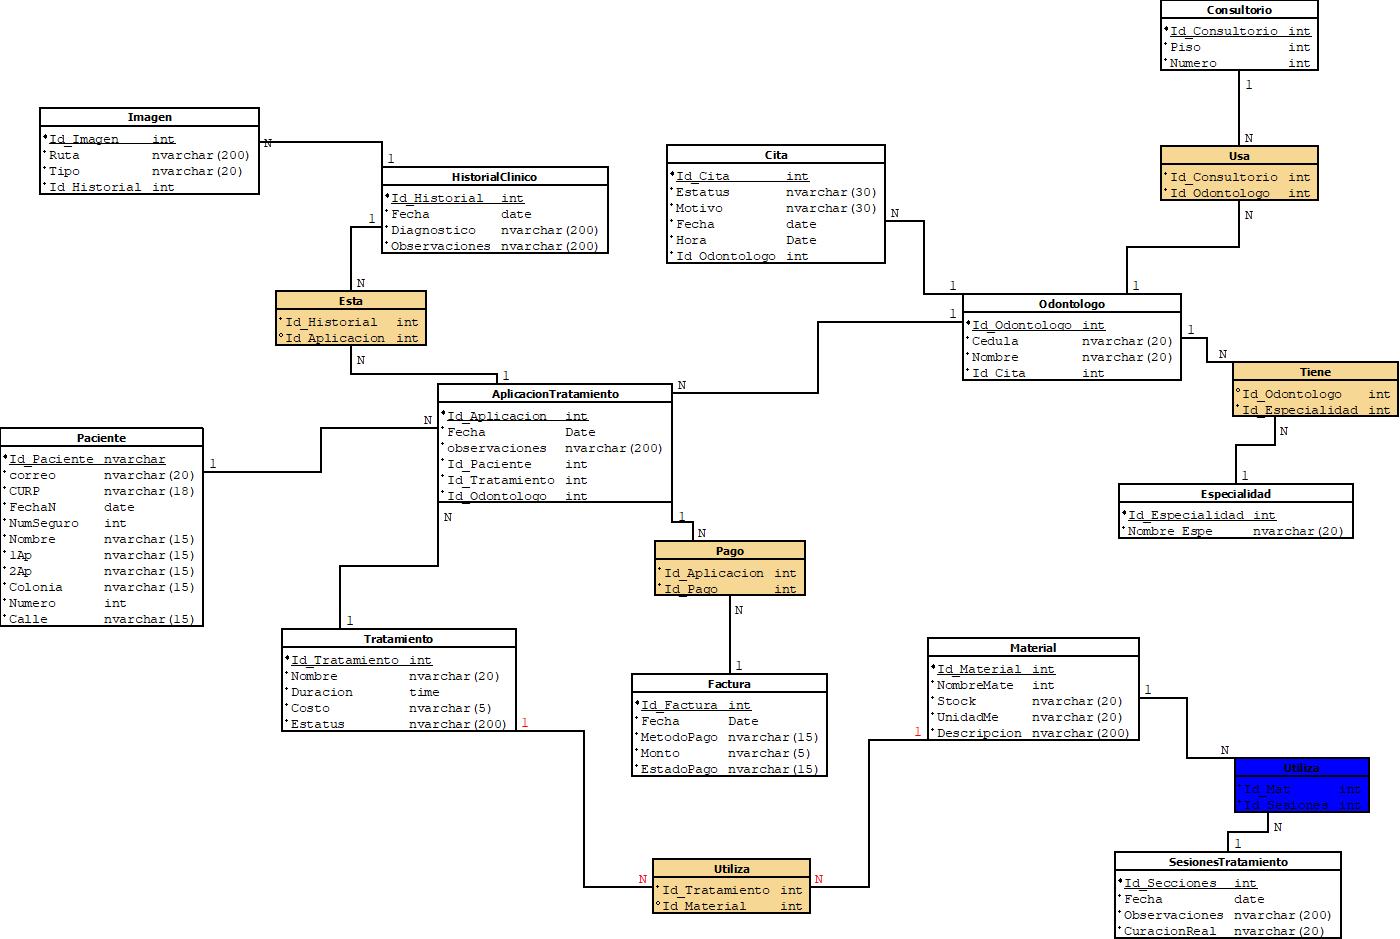 Consultorio
Id_Consultorio int
Piso int
Numero int
1
N
Usa
Id_Consultorio int
Id_Odontologo int
N
1
Imagen
Id_Imagen int
Ruta nvarchar(200)
Tipo nvarchar(20)
Id_Historial int
N
1
HistorialClinico
Id_Historial int
Fecha date
Diagnostico nvarchar(200)
Observaciones nvarchar(200)
1
N
Esta
Id_Historial int
Id_Aplicacion int
N
1
Cita
Id_Cita int
Estatus nvarchar(30)
Motivo nvarchar(30)
Fecha date
Hora Date
Id_Odontologo int
N
1
1
Odontologo
Id_Odontologo int
Cedula nvarchar(20)
Nombre nvarchar(20)
Id_Cita int
1
N
Tiene
Id_Odontologo int
Id_Especialidad int
N
1
Especialidad
Id_Especialidad int
Nombre_Espe nvarchar(20)
AplicacionTratamiento
Id_Aplicacion int
Fecha Date
observaciones nvarchar(200)
Id_Paciente int
Id_Tratamiento int
Id_Odontologo int
N
N
N
1
Paciente
Id_Paciente nvarchar
correo nvarchar(20)
CURP nvarchar(18)
FechaN date
NumSeguro int
Nombre nvarchar(15)
1Ap nvarchar(15)
2Ap nvarchar(15)
Colonia nvarchar(15)
Numero int
Calle nvarchar(15)
1
N
Pago
Id_Aplicacion int
Id_Pago int
N
1
Factura
Id_Factura int
Fecha Date
MetodoPago nvarchar(15)
Monto nvarchar(5)
EstadoPago nvarchar(15)
1
Tratamiento
Id_Tratamiento int
Nombre nvarchar(20)
Duracion time
Costo nvarchar(5)
Estatus nvarchar(200)
1
Material
Id_Material int
NombreMate int
Stock nvarchar(20)
UnidadMe nvarchar(20)
Descripcion nvarchar(200)
1
1
N
Utiliza
Id_Mat int
Id_Sesiones int
N
1
SesionesTratamiento
Id_Secciones int
Fecha date
Observaciones nvarchar(200)
CuracionReal nvarchar(20)
N
Utiliza
Id_Tratamiento int
Id_Material int
N